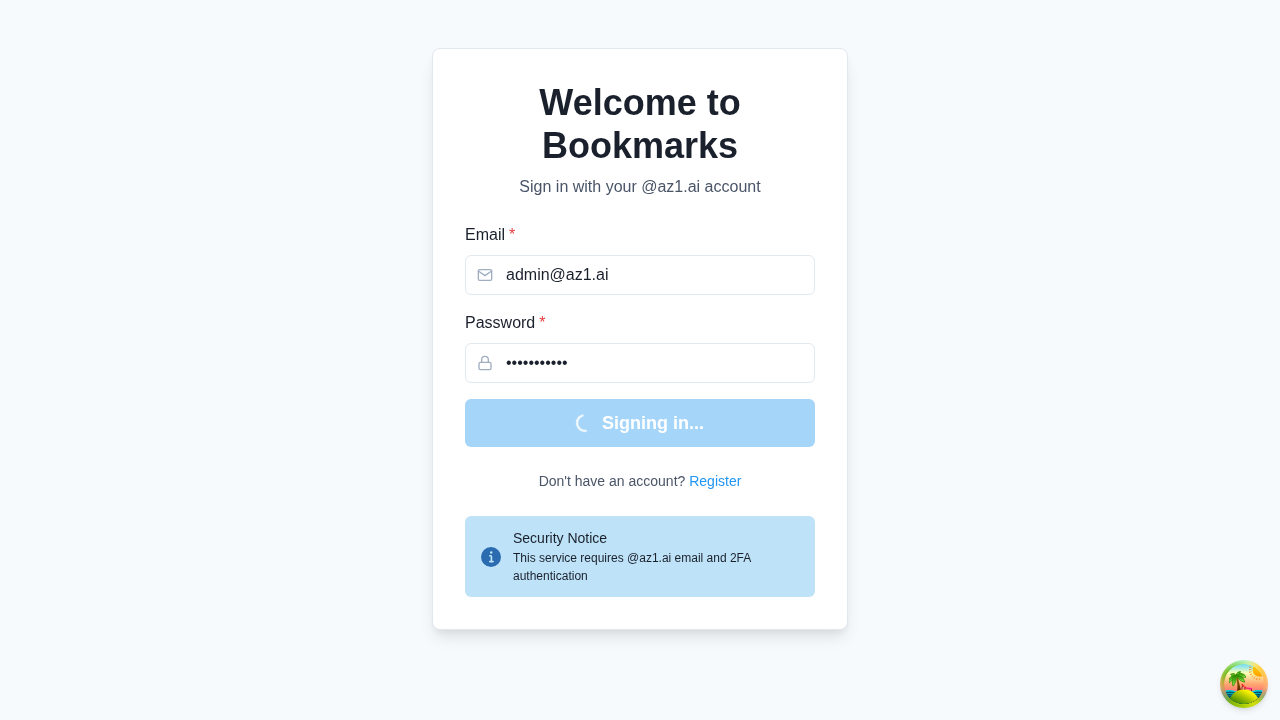 Welcome to
Bookmarks
Sign in with your @az1.ai account
Email *
admin@az1.ai
Password *
•••••••••••
Signing in...
Don't have an account? Register
Security Notice
This service requires @az1.ai email and 2FA
authentication